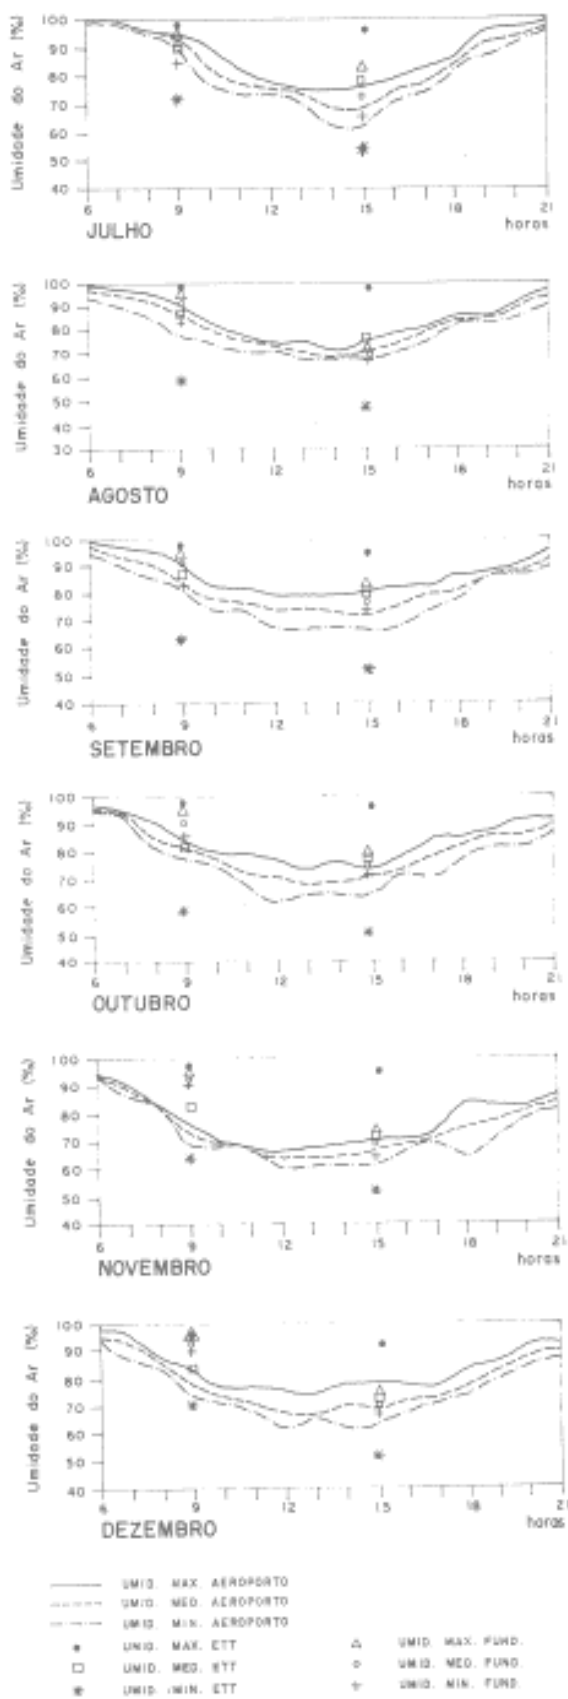 Umidade do Ar (%)
100
90
80
70
60
50
40
6 9 12 15 18 21
horas
JULHO
Umidade do Ar (%)
100
90
80
70
60
50
40
30
6 9 12 15 18 21
horas
AGOSTO
Umidade do Ar (%)
100
90
80
70
60
50
40
6 9 12 15 18 21
horas
SETEMBRO
Umidade do Ar (%)
100
90
80
70
60
50
40
6 9 12 15 18 21
horas
OUTUBRO
Umidade do Ar (%)
100
90
80
70
60
50
40
6 9 12 15 18 21
horas
NOVEMBRO
Umidade do Ar (%)
100
90
80
70
60
50
40
6 9 12 15 18 21
horas
DEZEMBRO
UMID. MAX. AEROPORTO
UMID. MED. AEROPORTO
UMID. MIN. AEROPORTO
UMID. MAX. ETT
UMID. MED. ETT
UMID. MIN. ETT
UMID. MAX. FUND.
UMID. MED. FUND.
UMID. MIN. FUND.